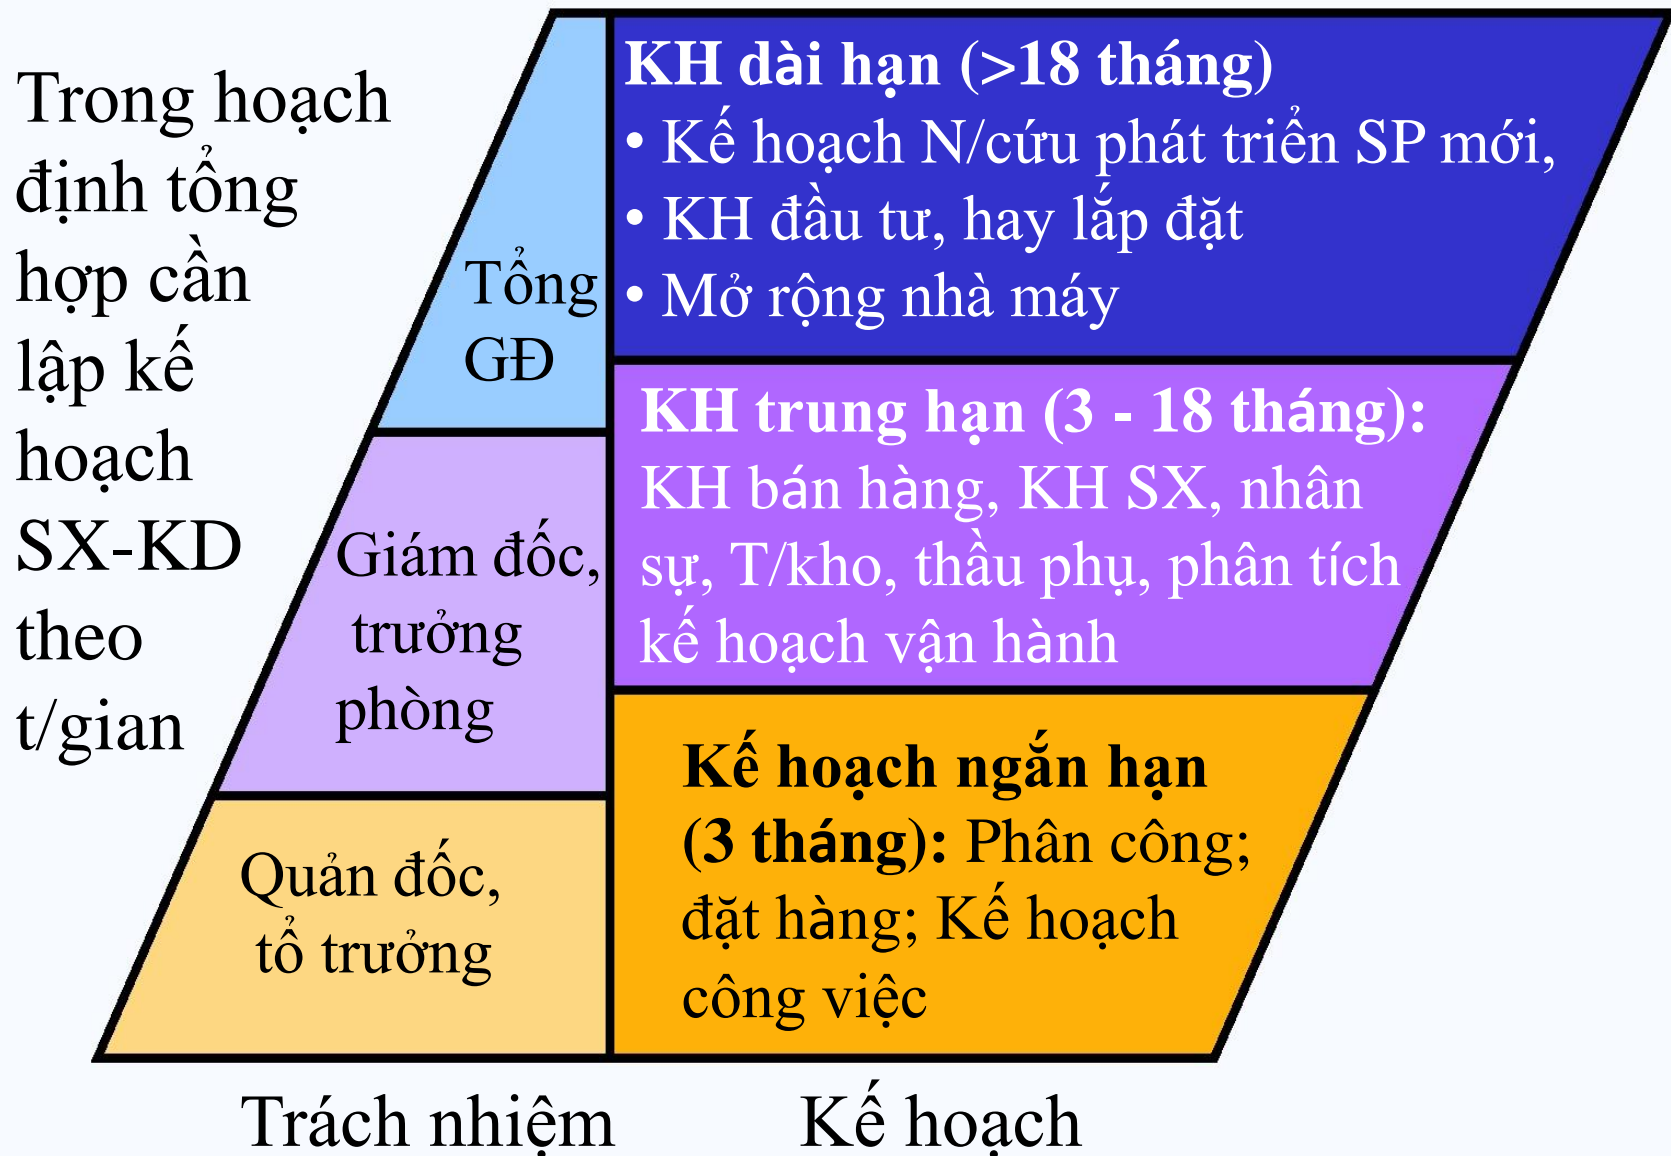 Trong hoạch
định tổng
hợp cần
lập kế
hoạch
SX-KD
theo
t/gian
Tổng
GĐ
KH dài hạn (>18 tháng)
• Kế hoạch N/cứu phát triển SP mới,
• KH đầu tư, hay lắp đặt
• Mở rộng nhà máy
Giám đốc,
trưởng
phòng
KH trung hạn (3 - 18 tháng):
KH bán hàng, KH SX, nhân
sự, T/kho, thầu phụ, phân tích
kế hoạch vận hành
Quản đốc,
tổ trưởng
Kế hoạch ngắn hạn
(3 tháng): Phân công;
đặt hàng; Kế hoạch
công việc
Trách nhiệm
Kế hoạch